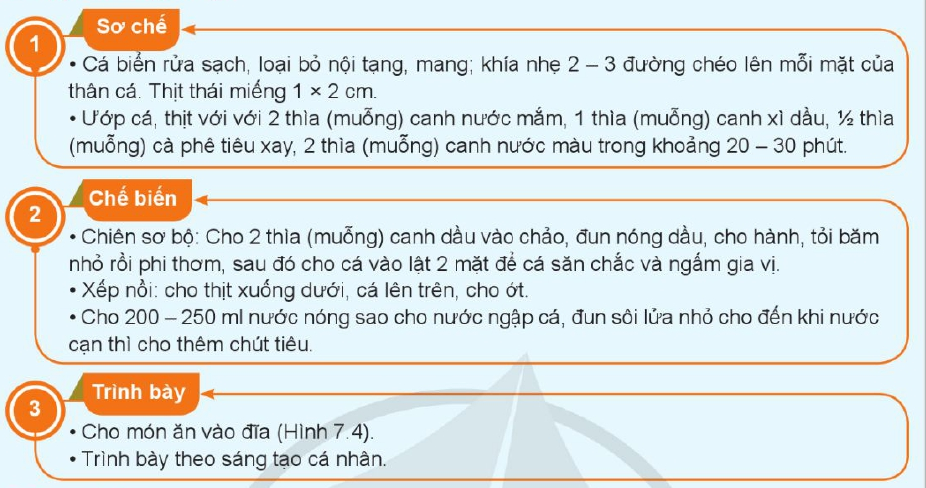 Sơ chế
1
• Cá biển rửa sạch, loại bỏ nội tạng, mang; khía nhẹ 2 – 3 đường chéo lên mỗi mặt của
thân cá. Thịt thái miếng 1 × 2 cm.
• Ướp cá, thịt với với 2 thìa (muỗng) canh nước mắm, 1 thìa (muỗng) canh xì dầu, ½ thìa
(muỗng) cà phê tiêu xay, 2 thìa (muỗng) canh nước màu trong khoảng 20 – 30 phút.
Chế biến
2
• Chiên sơ bộ: Cho 2 thìa (muỗng) canh dầu vào chảo, đun nóng dầu, cho hành, tỏi băm
nhỏ rồi phi thơm, sau đó cho cá vào lật 2 mặt để cá săn chắc và ngấm gia vị.
• Xếp nồi: cho thịt xuống dưới, cá lên trên, cho ớt.
• Cho 200 – 250 ml nước nóng sao cho nước ngập cá, đun sôi lửa nhỏ cho đến khi nước
cạn thì cho thêm chút tiêu.
Trình bày
3
• Cho món ăn vào đĩa (Hình 7.4).
• Trình bày theo sáng tạo cá nhân.